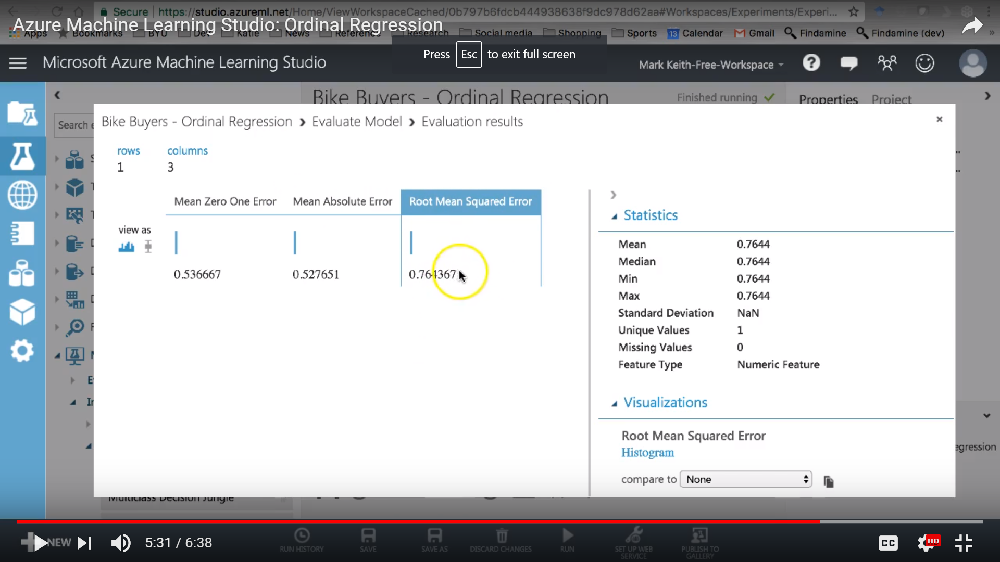 Secure | https://studio.azureml.net/Home/ViewWorkspaceCached/0b797b6fdcb444938638f9dc978d62aa#Workspaces/Experiments/Experi...
Azure Machine Learning Studio: Ordinal Regression
Apps Bookmarks BYU Dev Katie News Reference Research Social media Shopping Sports 13 Calendar Gmail Findamine Findamine (dev) »
Press Esc to exit full screen
Microsoft Azure Machine Learning Studio
Mark Keith-Free-Workspace
Bike Buyers - Ordinal Regression
Finished running
Properties Project
Search e
Bike Buyers - Ordinal Regression > Evaluate Model > Evaluation results
×
rows columns
1 3
Mean Zero One Error Mean Absolute Error Root Mean Squared Error
view as
0.536667 0.527651 0.764367
Statistics
Mean 0.7644
Median 0.7644
Min 0.7644
Max 0.7644
Standard Deviation NaN
Unique Values 1
Missing Values 0
Feature Type Numeric Feature
Visualizations
Root Mean Squared Error
Histogram
egression
compare to None
Multiclass Decision Jungle
NEW
5:31 / 6:38
RUN HISTORY
SAVE
SAVE AS
DISCARD CHANGES
RUN
SET UP WEB SERVICE
PUBLISH TO GALLERY
CC
HD